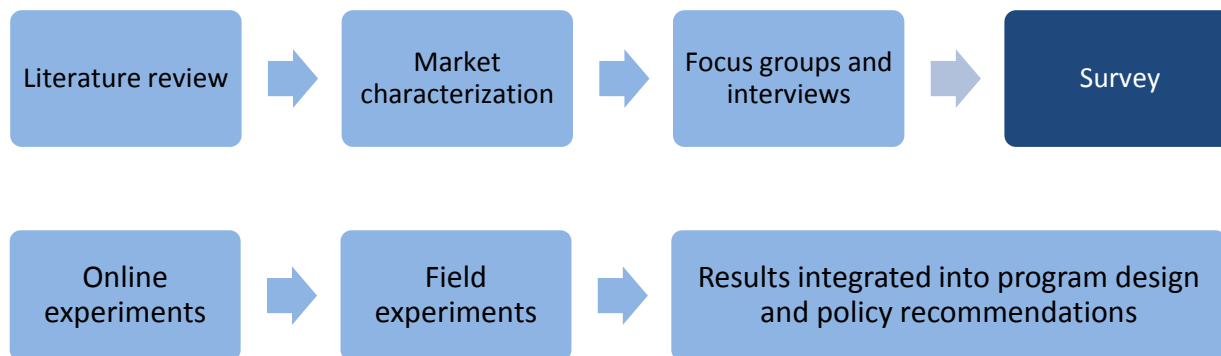 Literature review
Market
characterization
Focus groups and
interviews
Survey
Online
experiments
Field
experiments
Results integrated into program design
and policy recommendations